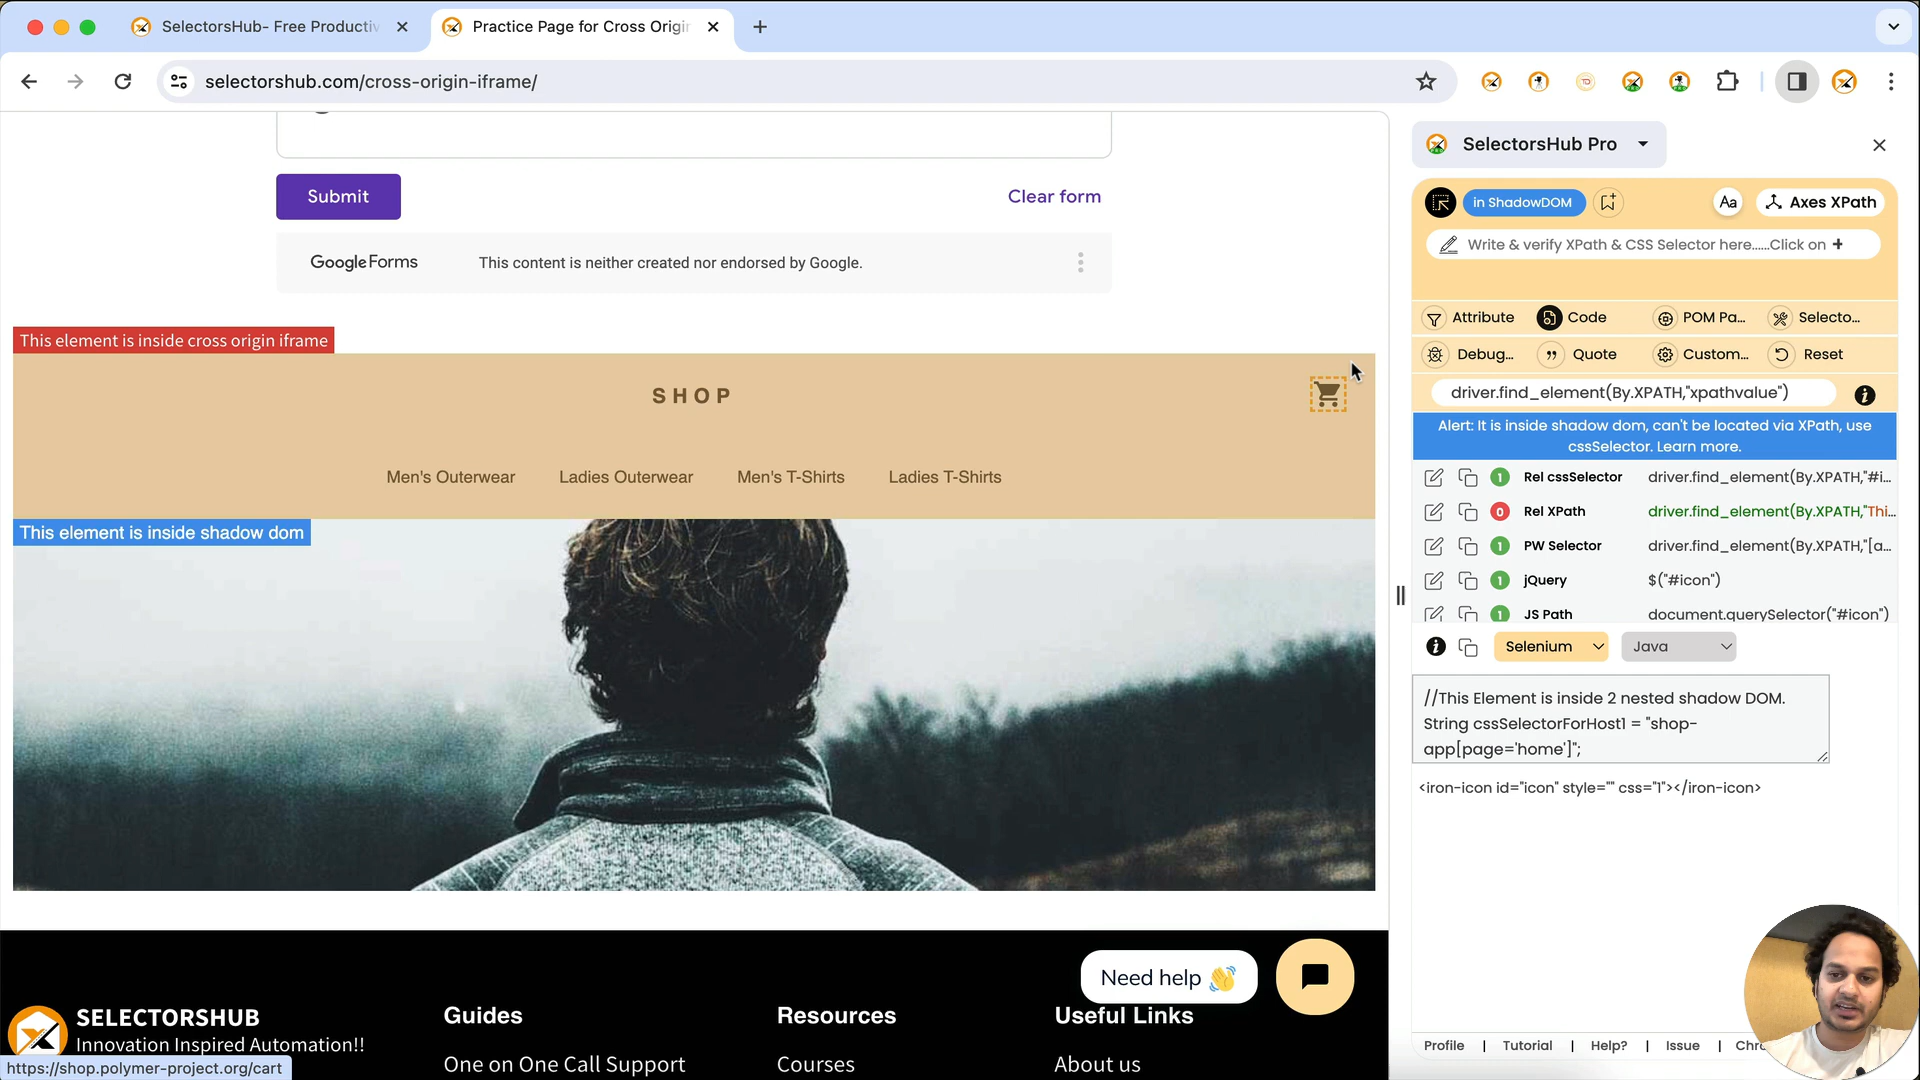 SelectorsHub- Free Productiv
Practice Page for Cross Origin
selectorshub.com/cross-origin-iframe/
Submit
Clear form
Google Forms
This content is neither created nor endorsed by Google.
This element is inside cross origin iframe
SHOP
Men's Outerwear
Ladies Outerwear
Men's T-Shirts
Ladies T-Shirts
This element is inside shadow dom
Need help
SELECTORSHUB
Innovation Inspired Automation!!
Guides
One on One Call Support
Resources
Courses
Useful Links
About us
https://shop.polymer-project.org/cart
SelectorsHub Pro
in ShadowDOM
Aa
Axes XPath
Write & verify XPath & CSS Selector here......Click on +
Attribute
Code
POM Pa...
Selecto...
Debug...
Quote
Custom...
Reset
driver.find_element(By.XPATH,"xpathvalue")
Alert: It is inside shadow dom, can't be located via XPath, use
cssSelector. Learn more.
1 Rel cssSelector driver.find_element(By.XPATH,"#i...
0 Rel XPath driver.find_element(By.XPATH,"Thi...
1 PW Selector driver.find_element(By.XPATH,"[a...
1 jQuery $("#icon")
1 JS Path document.querySelector("#icon")
Selenium
Java
//This Element is inside 2 nested shadow DOM.
String cssSelectorForHost1 = "shop-
app[page='home']";
<iron-icon id="icon" style="" css="1"></iron-icon>
Profile | Tutorial | Help? | Issue | Chr